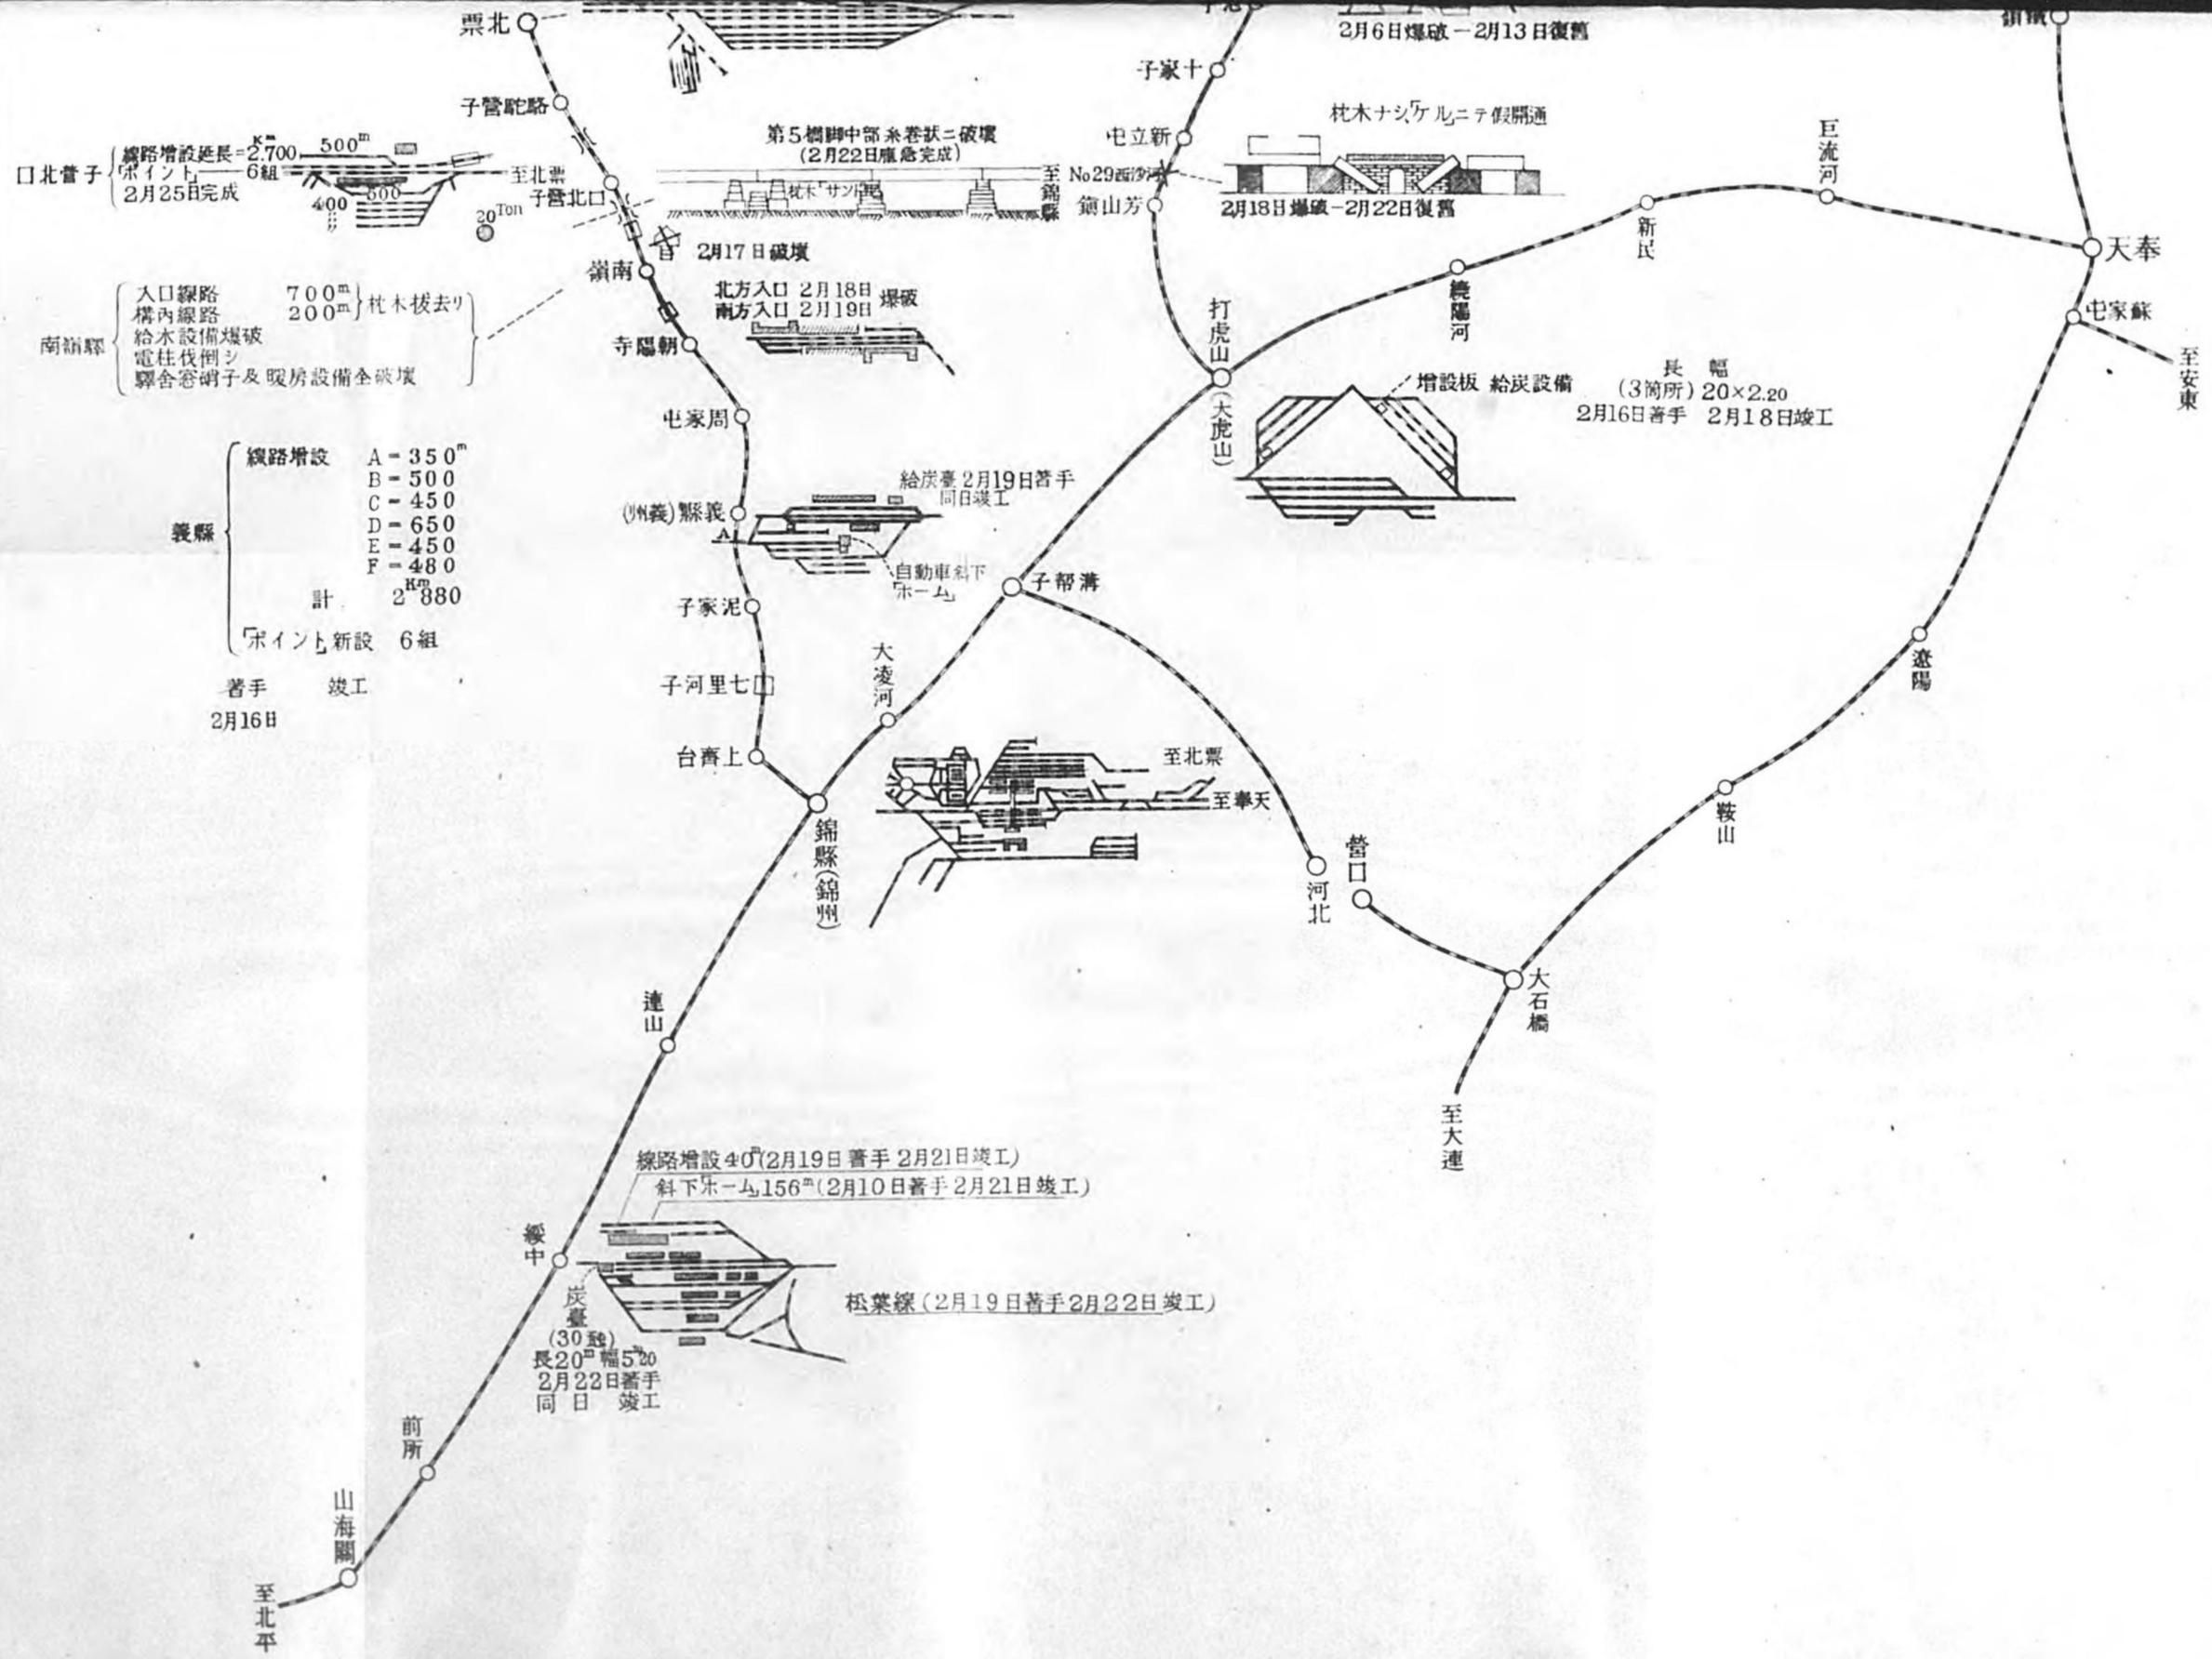 票北
2月6日爆破－2月13日復舊
子家十
子營駝駱
口北營子
線路增設延長=2.700Km
「ポイント」――6組
2月25日完成
500m
500
400
20Ton
至北票
子營北口
第5橋脚中部糸卷狀ニ破壞
(2月22日應急完成)
至錦縣
屯立新
No29西沙河
鎭山芳
枕木ナシ「ケルニテ假開通
2月18日爆破－2月22日復舊
巨流河
新民
繞陽河
天奉
屯家蘇
至安東
2月17日破壞
嶺南
南嶺驛
入口線路 700m
構內線路 200m
枕木拔去リ
給水設備爆破
電柱伐倒シ
驛舍窓硝子及暖房設備全破壞
北方入口 2月18日
南方入口 2月19日
爆破
寺陽朝
屯家周
打虎山
(大虎山)
增設板 給炭設備
長 幅
(3箇所)20×2.20
2月16日著手 2月18日竣工
義縣
線路增設 A=350m
B=500
C=450
D=650
E=450
F=480
計 2Km880
「ポイント」新設 6組
著手 竣工
2月16日
(州義)縣義
A
給炭臺2月19日著手
同日竣工
自動車斜下
「ホーム」
子家泥
子河里七
台齊上
大凌河
子帮溝
錦縣(錦州)
至北票
至奉天
河北
營口
大石橋
至大連
鞍山
遼陽
連山
線路增設40m(2月19日著手2月21日竣工)
斜下「ホーム」156m(2月10日著手2月21日竣工)
綏中
松葉線(2月19日著手2月22日竣工)
炭臺
長20m幅5m20
2月22日著手
同日 竣工
前所
山海關
至北平